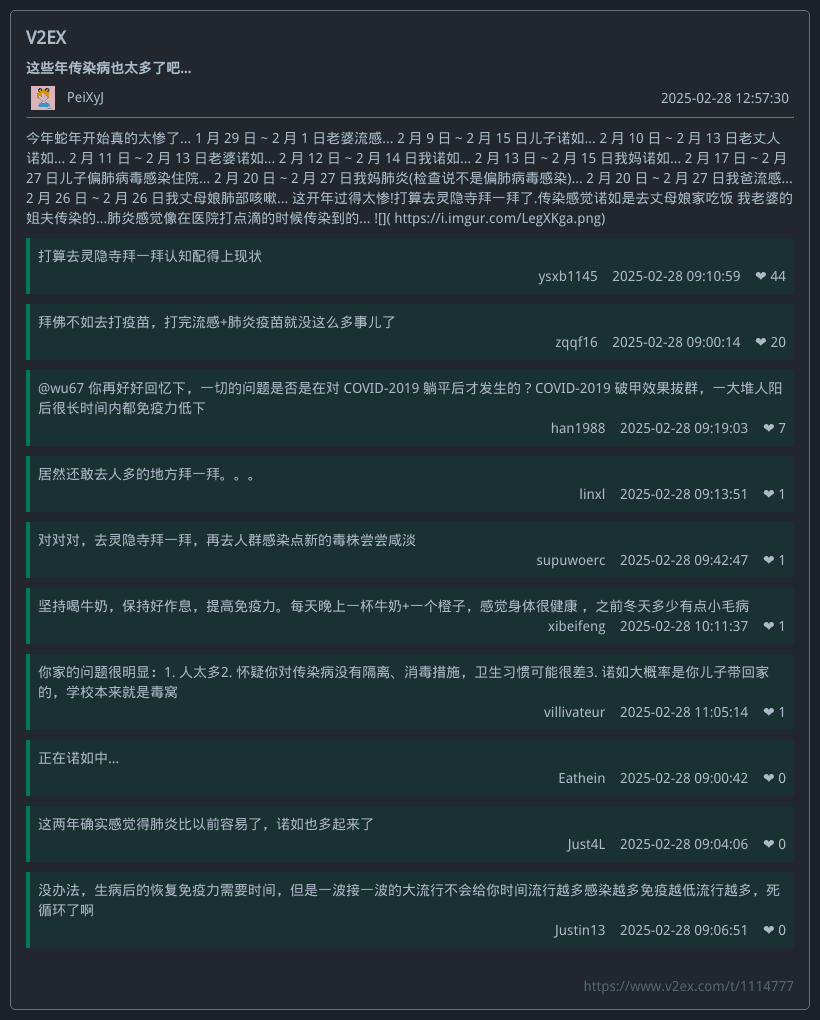 V2EX
这些年传染病也太多了吧...
PeiXyJ
2025-02-28 12:57:30
今年蛇年开始真的太惨了... 1 月 29 日 ~ 2 月 1 日老婆流感... 2 月 9 日 ~ 2 月 15 日儿子诺如... 2 月 10 日 ~ 2 月 13 日老丈人
诺如... 2 月 11 日 ~ 2 月 13 日老婆诺如... 2 月 12 日 ~ 2 月 14 日我诺如... 2 月 13 日 ~ 2 月 15 日我妈诺如... 2 月 17 日 ~ 2 月
27 日儿子偏肺病毒感染住院... 2 月 20 日 ~ 2 月 27 日我妈肺炎(检查说不是偏肺病毒感染)... 2 月 20 日 ~ 2 月 27 日我爸流感...
2 月 26 日 ~ 2 月 26 日我丈母娘肺部咳嗽... 这开年过得太惨!打算去灵隐寺拜一拜了.传染感觉诺如是去丈母娘家吃饭 我老婆的
姐夫传染的...肺炎感觉像在医院打点滴的时候传染到的... ![]( https://i.imgur.com/LegXKga.png)
打算去灵隐寺拜一拜认知配得上现状
ysxb1145 2025-02-28 09:10:59 ❤ 44
拜佛不如去打疫苗，打完流感+肺炎疫苗就没这么多事儿了
zqqf16 2025-02-28 09:00:14 ❤ 20
@wu67 你再好好回忆下，一切的问题是否是在对 COVID-2019 躺平后才发生的？COVID-2019 破甲效果拔群，一大堆人阳
后很长时间内都免疫力低下
han1988 2025-02-28 09:19:03 ❤ 7
居然还敢去人多的地方拜一拜。。。
linxl 2025-02-28 09:13:51 ❤ 1
对对对，去灵隐寺拜一拜，再去人群感染点新的毒株尝尝咸淡
supuwoerc 2025-02-28 09:42:47 ❤ 1
坚持喝牛奶，保持好作息，提高免疫力。每天晚上一杯牛奶+一个橙子，感觉身体很健康 ，之前冬天多少有点小毛病
xibeifeng 2025-02-28 10:11:37 ❤ 1
你家的问题很明显：1. 人太多2. 怀疑你对传染病没有隔离、消毒措施，卫生习惯可能很差3. 诺如大概率是你儿子带回家
的，学校本来就是毒窝
villivateur 2025-02-28 11:05:14 ❤ 1
正在诺如中...
Eathein 2025-02-28 09:00:42 ❤ 0
这两年确实感觉得肺炎比以前容易了，诺如也多起来了
Just4L 2025-02-28 09:04:06 ❤ 0
没办法，生病后的恢复免疫力需要时间，但是一波接一波的大流行不会给你时间流行越多感染越多免疫越低流行越多，死
循环了啊
Justin13 2025-02-28 09:06:51 ❤ 0
https://www.v2ex.com/t/1114777